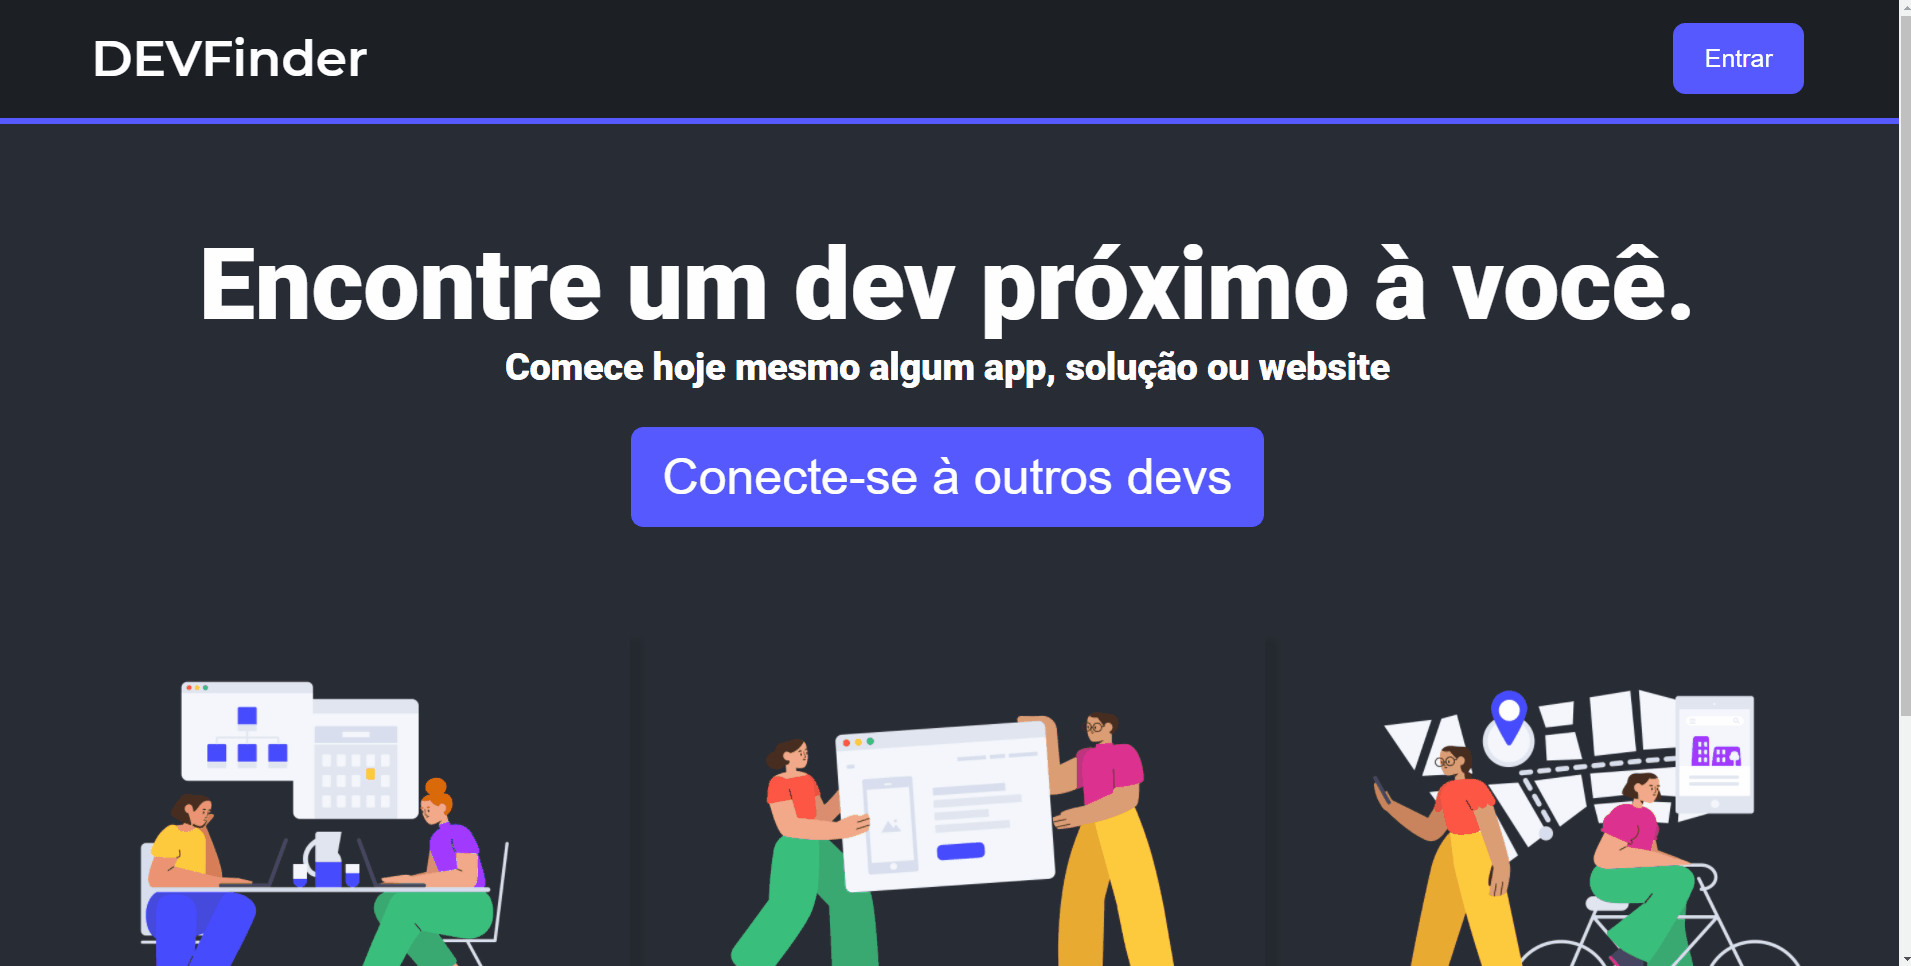 DEVFinder
Entrar
Encontre um dev próximo à você.
Comece hoje mesmo algum app, solução ou website
Conecte-se à outros devs